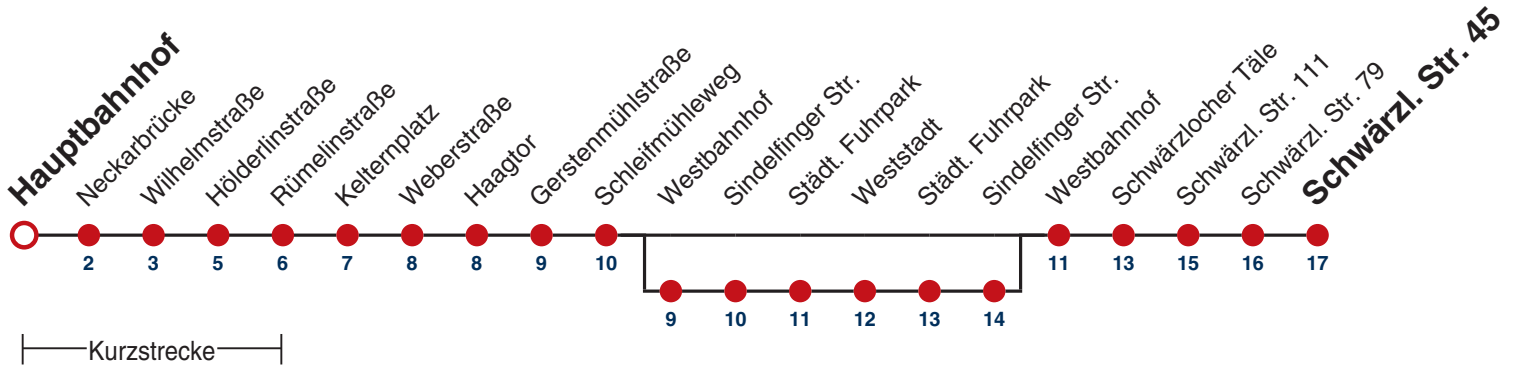 Hauptbahnhof
Neckarbrücke
Wilhelmstraße
Hölderlinstraße
Rümelinstraße
Kelternplatz
Weberstraße
Haagtor
Gerstenmühlstraße
Schleifmühleweg
Westbahnhof
Sindelfinger Str.
Städt. Fuhrpark
Weststadt
Städt. Fuhrpark
Sindelfinger Str.
Westbahnhof
Schwärzlocher Täle
Schwärzl. Str. 111
Schwärzl. Str. 79
Schwärzl. Str. 45
2 3 5 6 7 8 8 9 10 11 13 15 16 17
9 10 11 12 13 14
Kurzstrecke